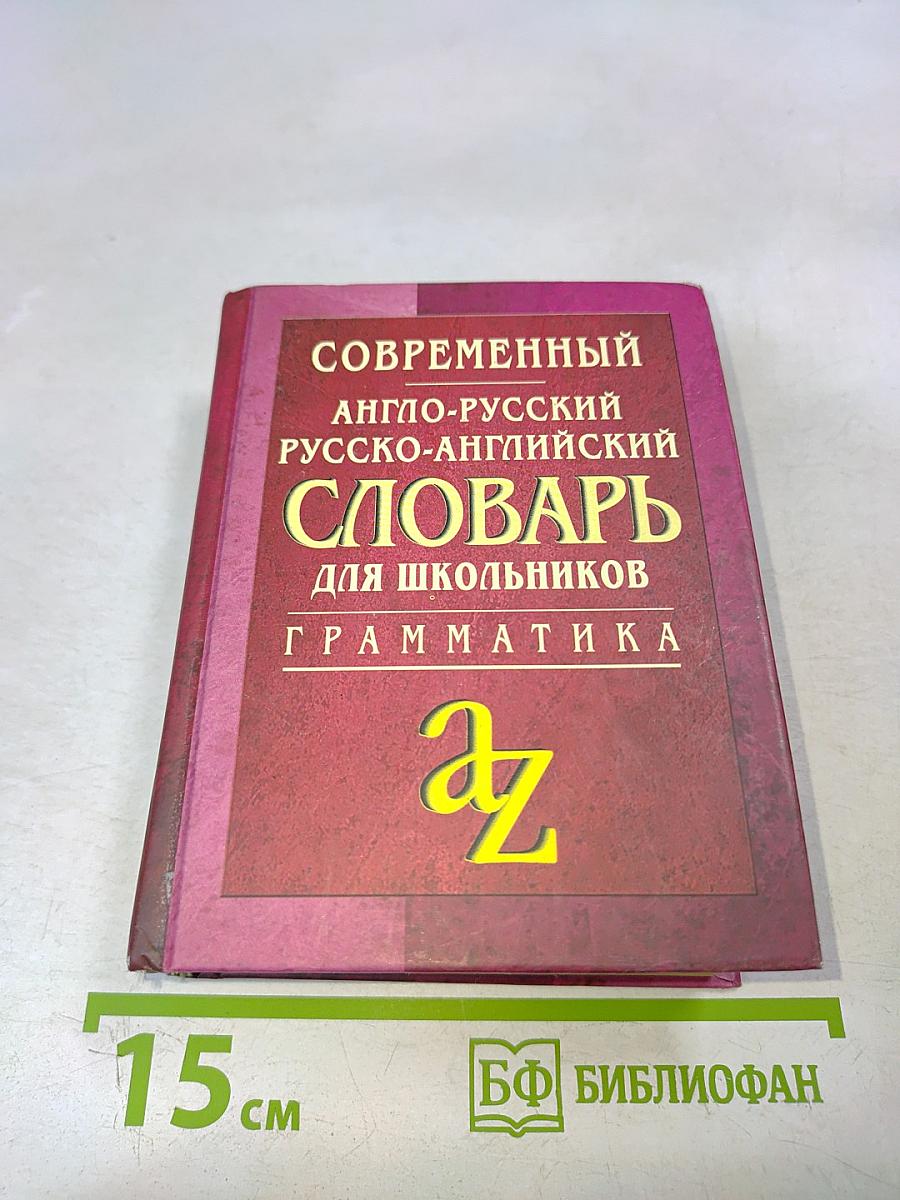 СОВРЕМЕННЫЙ
АНГЛО-РУССКИЙ
РУССКО-АНГЛИЙСКИЙ
СЛОВАРЬ
ДЛЯ ШКОЛЬНИКОВ
ГРАММАТИКА
aZ
15 СМ
БФ БИБЛИОФАН